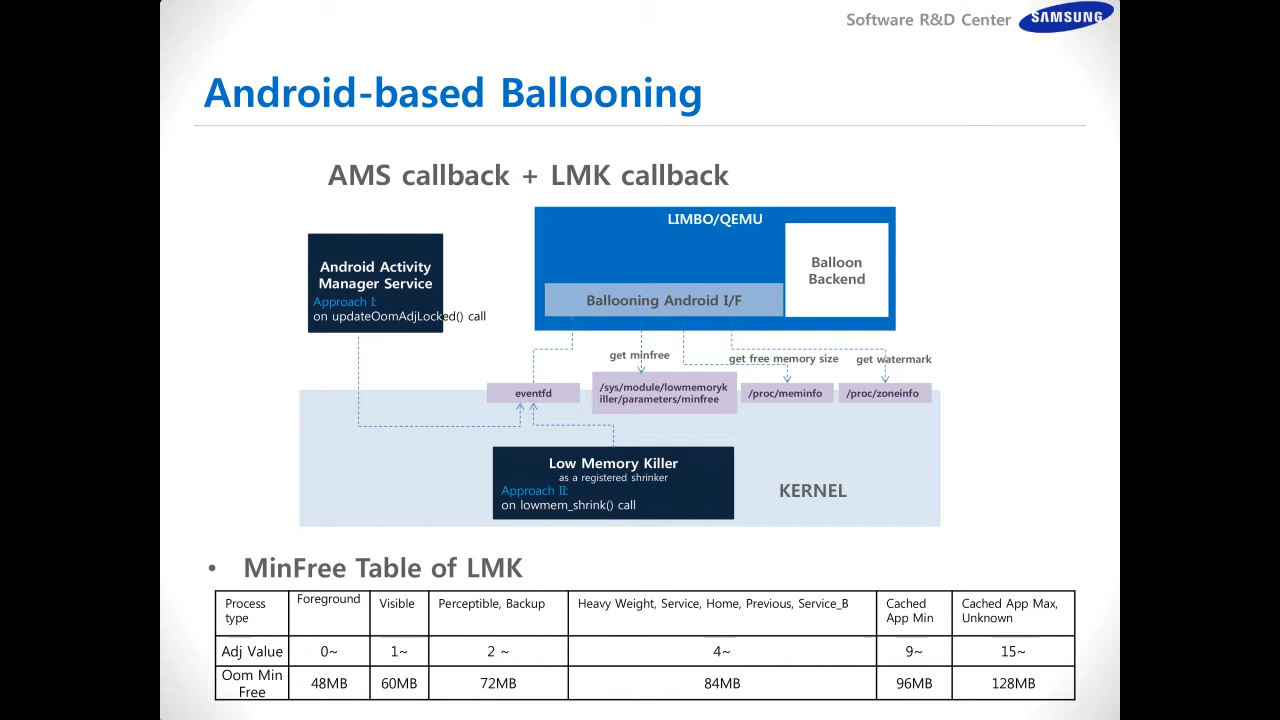 Software R&D Center SAMSUNG
Android-based Ballooning
AMS callback + LMK callback
LIMBO/QEMU
Android Activity
Manager Service
Approach I:
on updateOomAdjLocked() call
Balloon
Backend
Ballooning Android I/F
get minfree
get free memory size
get watermark
eventfd
/sys/module/lowmemoryk
iller/parameters/minfree
/proc/meminfo
/proc/zoneinfo
Low Memory Killer
as a registered shrinker
Approach II:
on lowmem_shrink() call
KERNEL
• MinFree Table of LMK
Process
type
Foreground
Visible
Perceptible, Backup
Heavy Weight, Service, Home, Previous, Service_B
Cached
App Min
Cached App Max,
Unknown
Adj Value 0~ 1~ 2 ~ 4~ 9~ 15~
Oom Min
Free
48MB 60MB 72MB 84MB 96MB 128MB